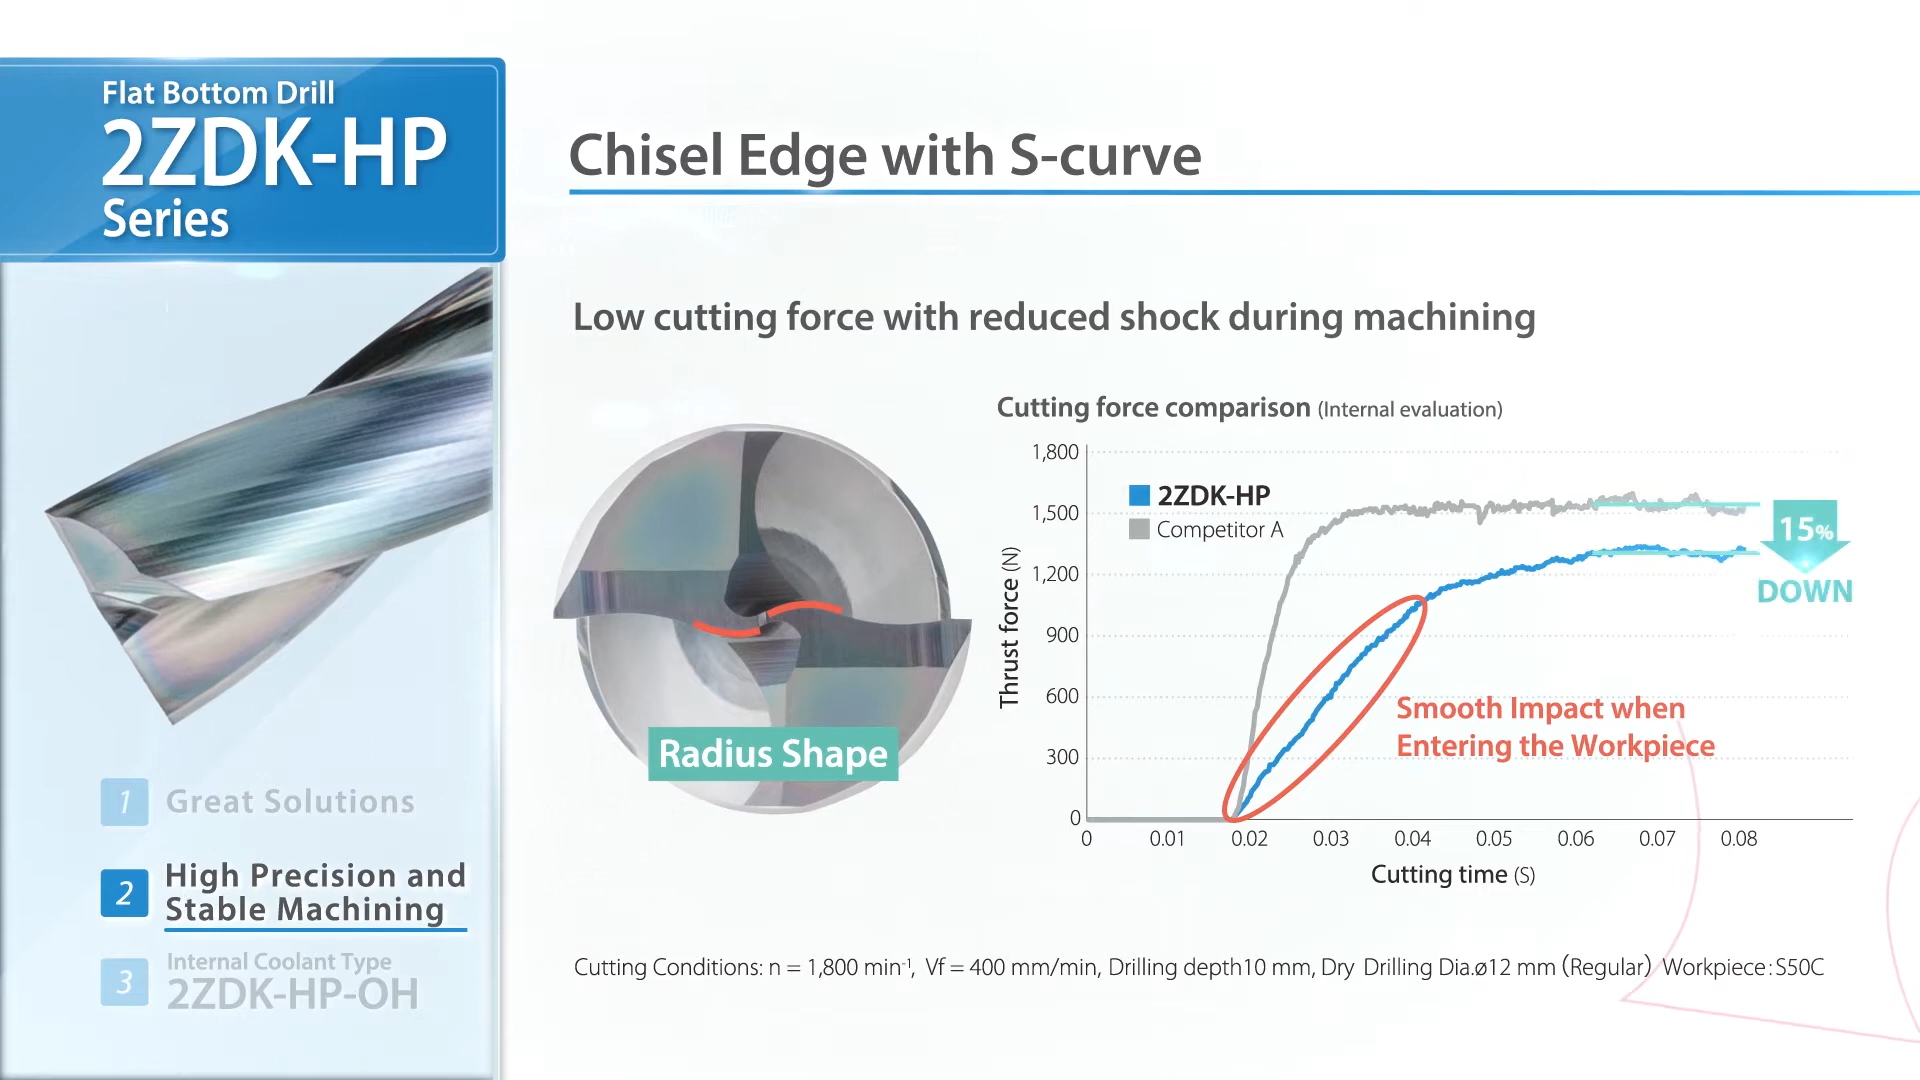 Flat Bottom Drill
2ZDK-HP
Series
1 Great Solutions
2 High Precision and
Stable Machining
3 Internal Coolant Type
2ZDK-HP-OH
Chisel Edge with S-curve
Low cutting force with reduced shock during machining
Radius Shape
Cutting force comparison (Internal evaluation)
1,800
1,500
1,200
900
600
300
0
Thrust force (N)
2ZDK-HP
Competitor A
15%
DOWN
Smooth Impact when
Entering the Workpiece
0 0.01 0.02 0.03 0.04 0.05 0.06 0.07 0.08
Cutting time (S)
Cutting Conditions: n = 1,800 min⁻¹, Vf = 400 mm/min, Drilling depth10 mm, Dry Drilling Dia.ø12 mm (Regular) Workpiece:S50C